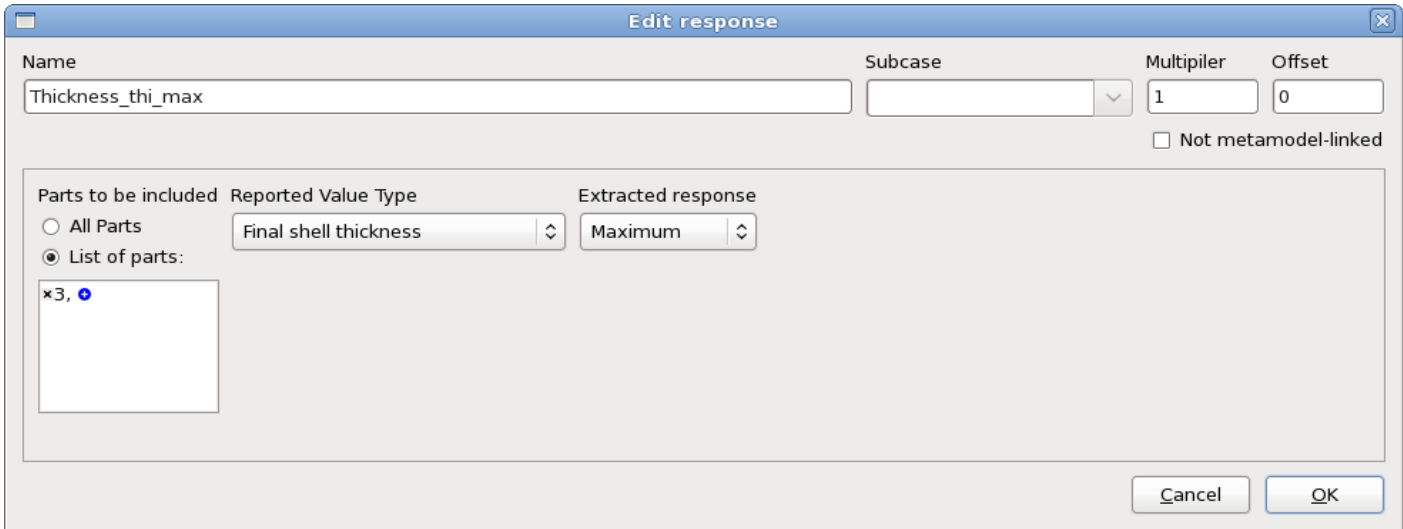 Edit response
Name Subcase Multipiler Offset
Thickness_thi_max 1 0
Not metamodel-linked
Parts to be included Reported Value Type Extracted response
All Parts Final shell thickness Maximum
List of parts:
×3,
Cancel OK